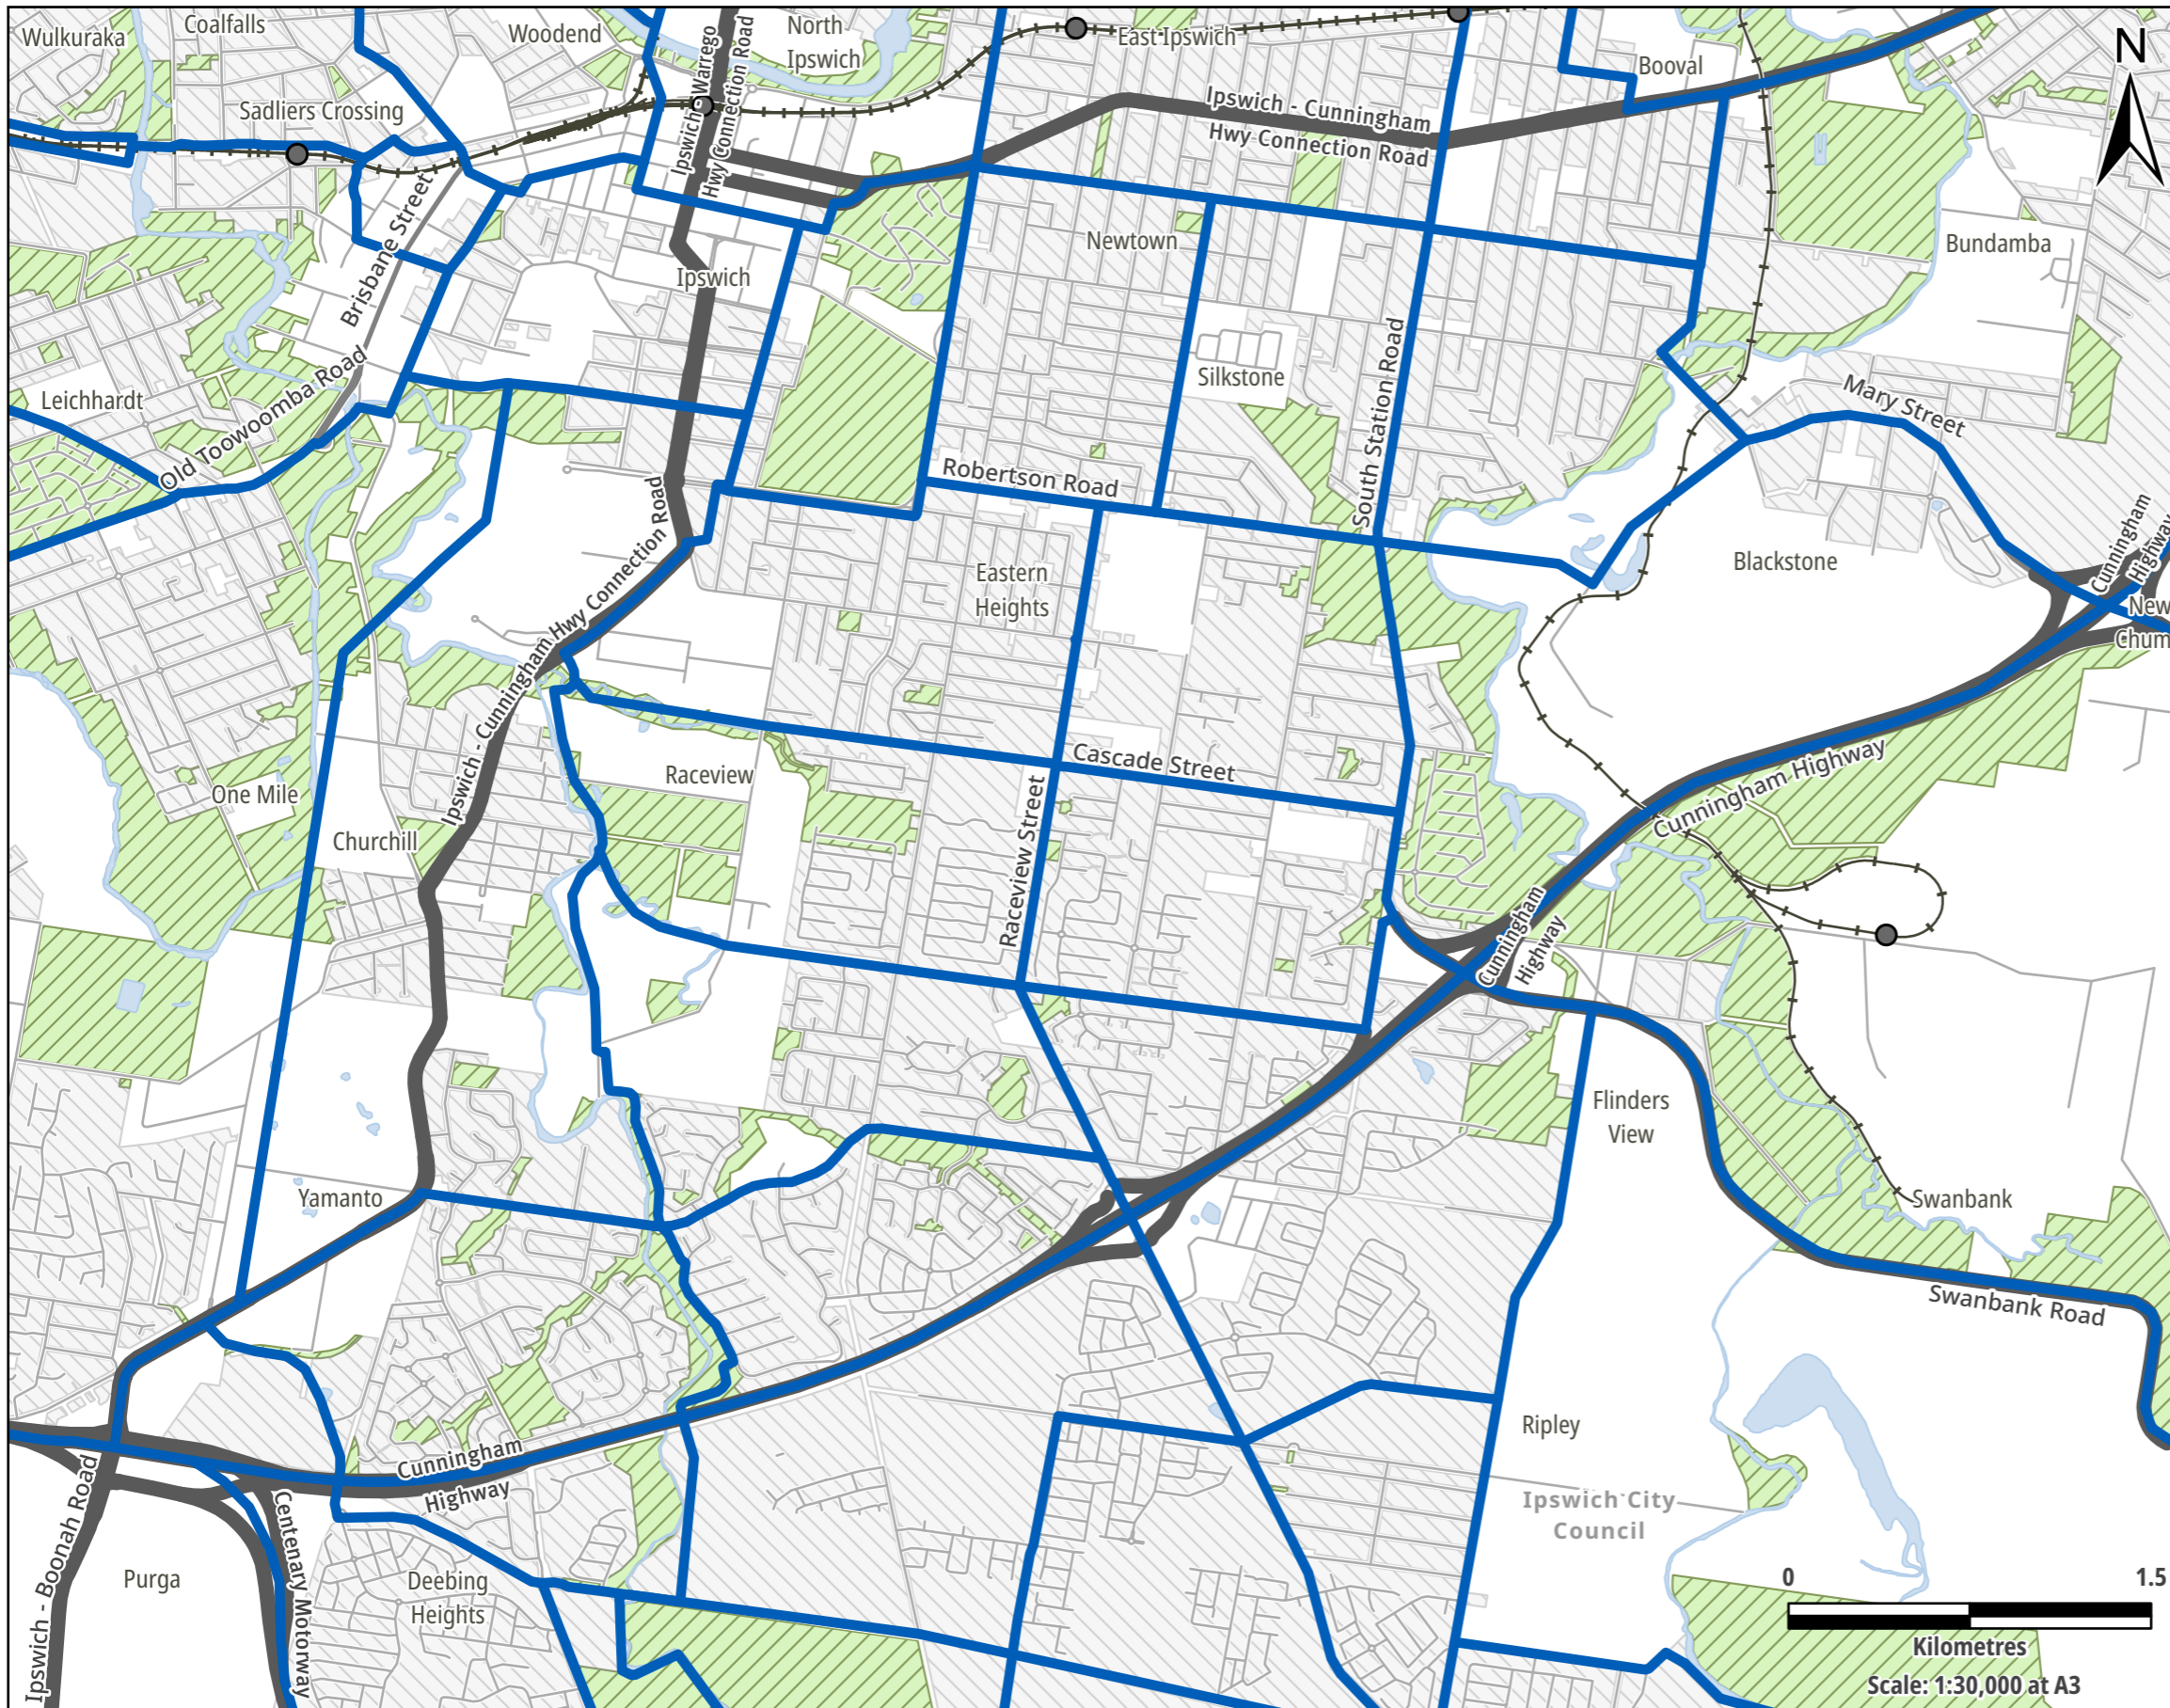 Wulkuraka
Coalfalls
Woodend
North
Ipswich
East Ipswich
Booval
N
Sadliers Crossing
Ipswich - Warrego
Hwy Connection Road
Ipswich - Cunningham
Hwy Connection Road
Brisbane Street
Ipswich
Newtown
Bundamba
Leichhardt
Old Toowoomba Road
Silkstone
South Station Road
Mary Street
Robertson Road
Ipswich - Cunningham Hwy Connection Road
Eastern
Heights
Blackstone
Cunningham
Highway
New
Chum
Raceview
Cascade Street
Cunningham Highway
One Mile
Churchill
Raceview Street
Cunningham
Highway
Flinders
View
Yamanto
Swanbank
Swanbank Road
Ripley
Cunningham
Highway
Ipswich City
Council
Ipswich - Boonah Road
Centenary Motorway
Purga
Deebing
Heights
0
1.5
Kilometres
Scale: 1:30,000 at A3